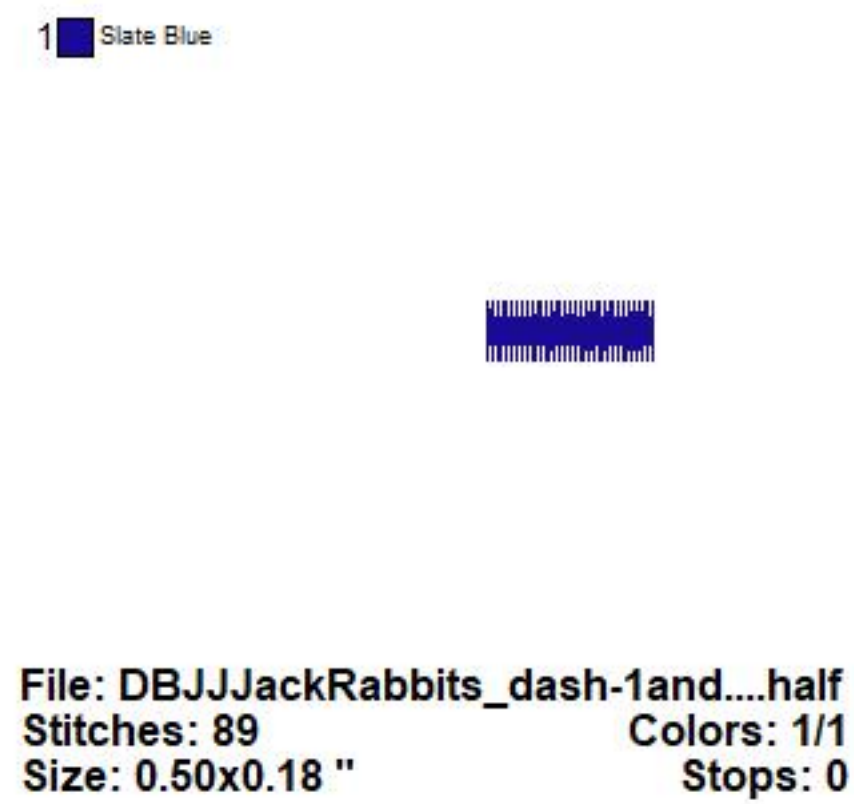 1 Slate Blue
File: DBJJJackRabbits_dash-1and....half
Stitches: 89 Colors: 1/1
Size: 0.50x0.18 " Stops: 0